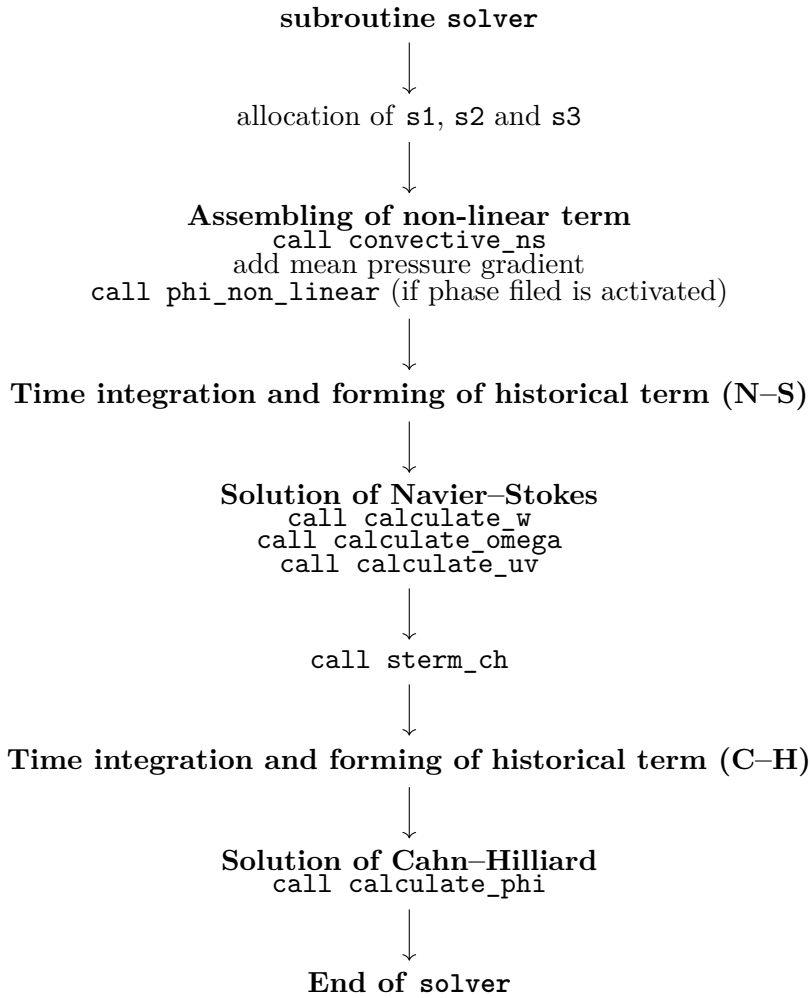 subroutine solver
allocation of s1, s2 and s3
Assembling of non-linear term
call convective_ns
add mean pressure gradient
call phi_non_linear (if phase filed is activated)
Time integration and forming of historical term (N–S)
Solution of Navier–Stokes
call calculate_w
call calculate_omega
call calculate_uv
call sterm_ch
Time integration and forming of historical term (C–H)
Solution of Cahn–Hilliard
call calculate_phi
End of solver